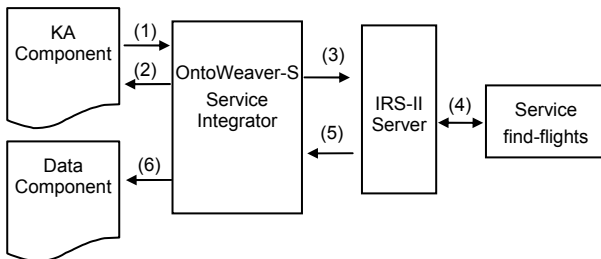 KA
Component
(1)
(2)
OntoWeaver-S
Service
Integrator
(3)
(5)
IRS-II
Server
(4)
Service
find-flights
Data
Component
(6)